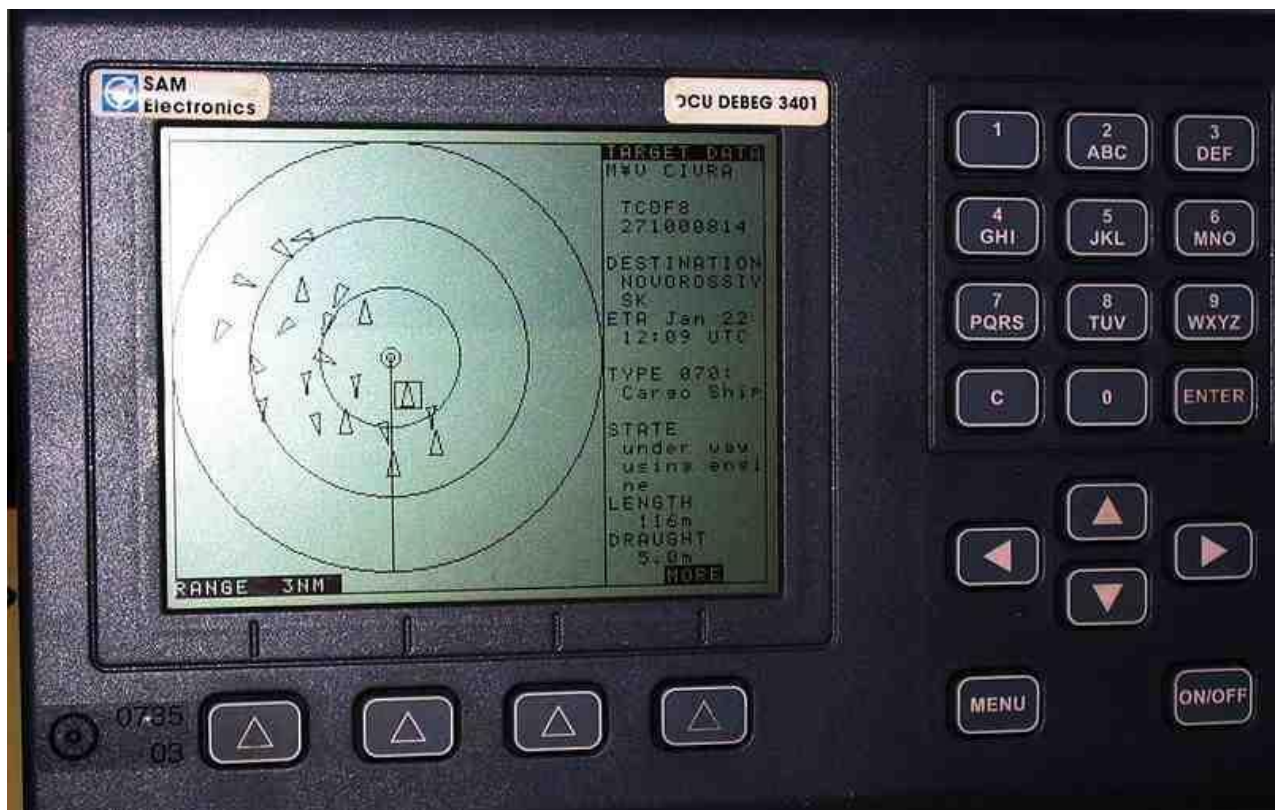 SAM
Electronics
DCU DEBEG 3401
TARGET DATA
M¥V CIVRA
TCOF8
271000814
DESTINATION
NOVOROSSIY
SK
ETA Jan 22
12:09 UTC
TYPE 070:
Cargo Ship
STATE
under way
using engi
ne
LENGTH
116m
DRAUGHT
5.0m
MORE
RANGE 3NM
1
2
ABC
3
DEF
4
GHI
5
JKL
6
MNO
7
PQRS
8
TUV
9
WXYZ
C
0
ENTER
MENU
ON/OFF
0735
03